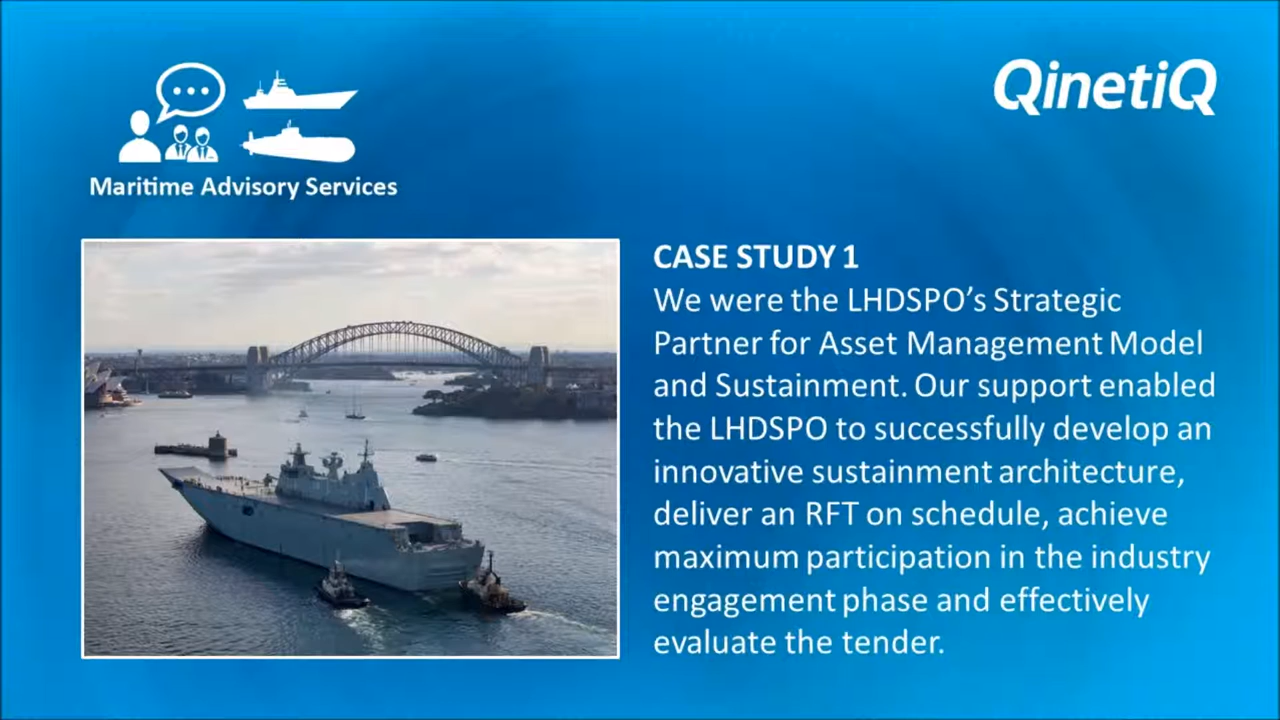 QinetiQ
Maritime Advisory Services
CASE STUDY 1
We were the LHDSPO’s Strategic
Partner for Asset Management Model
and Sustainment. Our support enabled
the LHDSPO to successfully develop an
innovative sustainment architecture,
deliver an RFT on schedule, achieve
maximum participation in the industry
engagement phase and effectively
evaluate the tender.